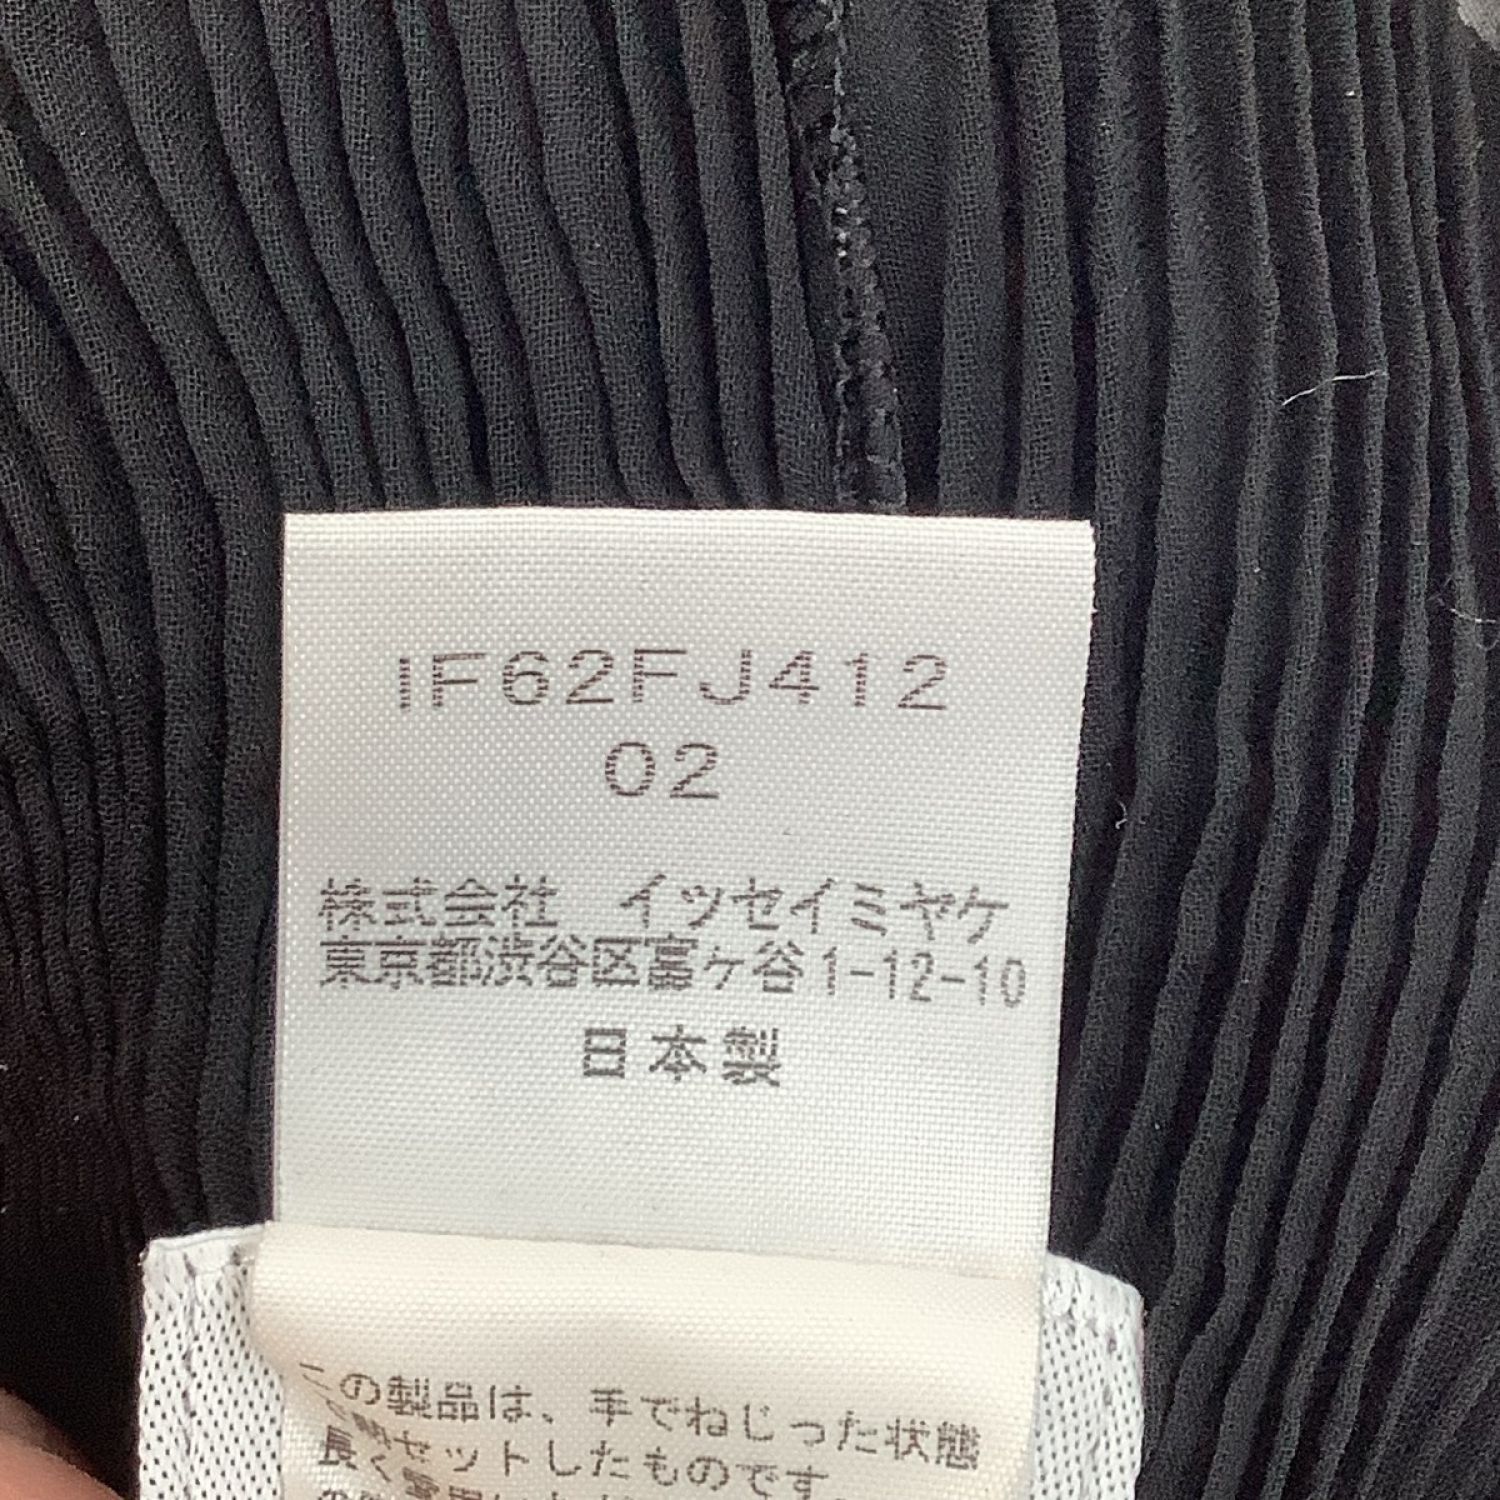 IF62FJ412
02
株式会社 イッセイミヤケ
東京都渋谷区富ヶ谷1-12-10
日本製
この製品は、手でねじった状態
で熱セットしたものです。
長く